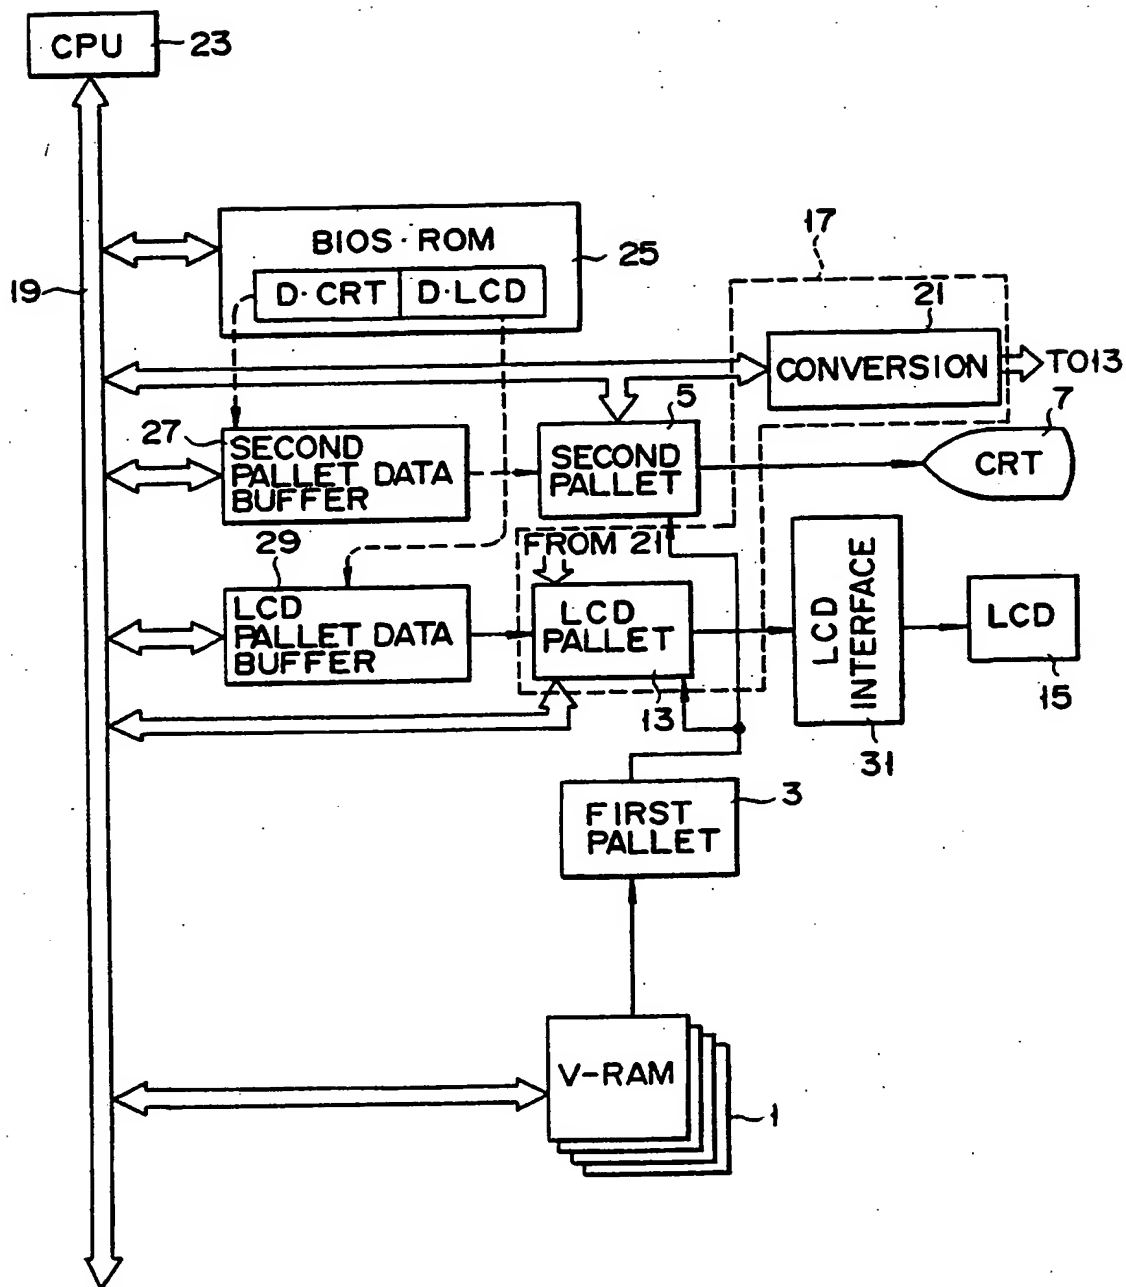 CPU
23
BIOS·ROM
25
D·CRT
D·LCD
17
19
21
CONVERSION
TO13
27
SECOND
PALLET DATA
BUFFER
5
SECOND
PALLET
7
CRT
29
LCD
PALLET DATA
BUFFER
FROM 21
LCD
PALLET
13
LCD
INTERFACE
31
LCD
15
3
FIRST
PALLET
V-RAM
1